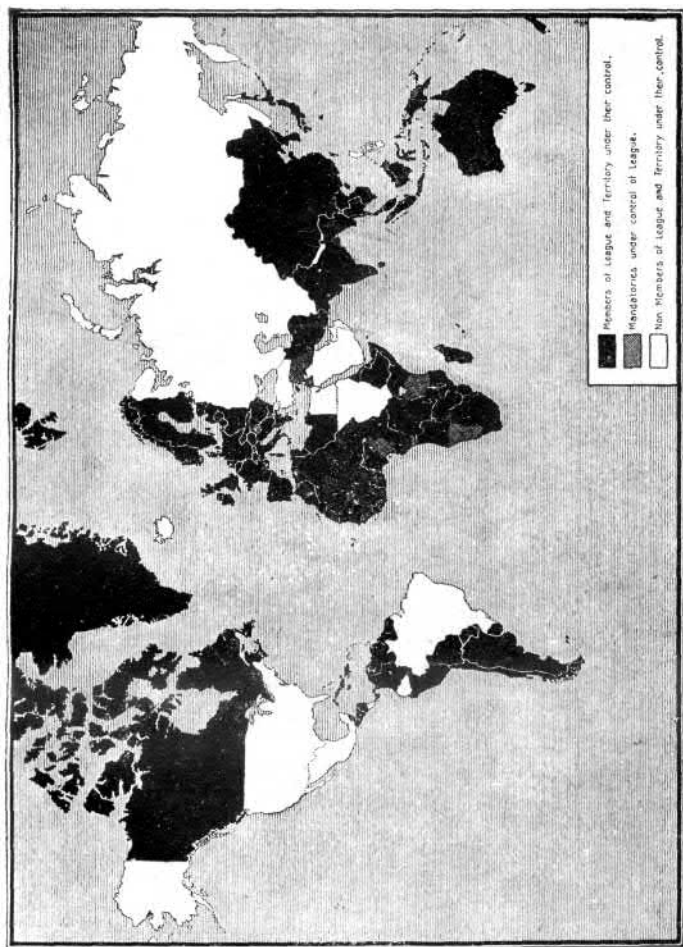 Members of League and Territory under their control.
Mandatories under control of League.
Non Members of League and Territory under their control.